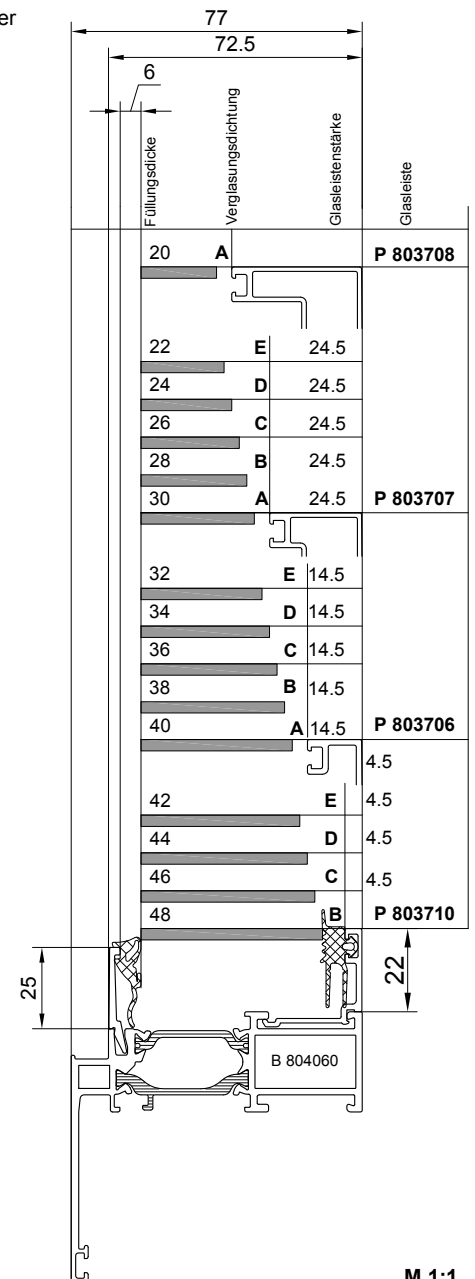 er
77
72.5
6
Füllungsdicke
Verglasungsdichtung
Glasleistenstärke
Glasleiste
20 A P 803708
22 E 24.5
24 D 24.5
26 C 24.5
28 B 24.5
30 A 24.5 P 803707
32 E 14.5
34 D 14.5
36 C 14.5
38 B 14.5
40 A 14.5 P 803706
4.5
42 E 4.5
44 D 4.5
46 C 4.5
48 B P 803710
25
22
B 804060
M 1:1